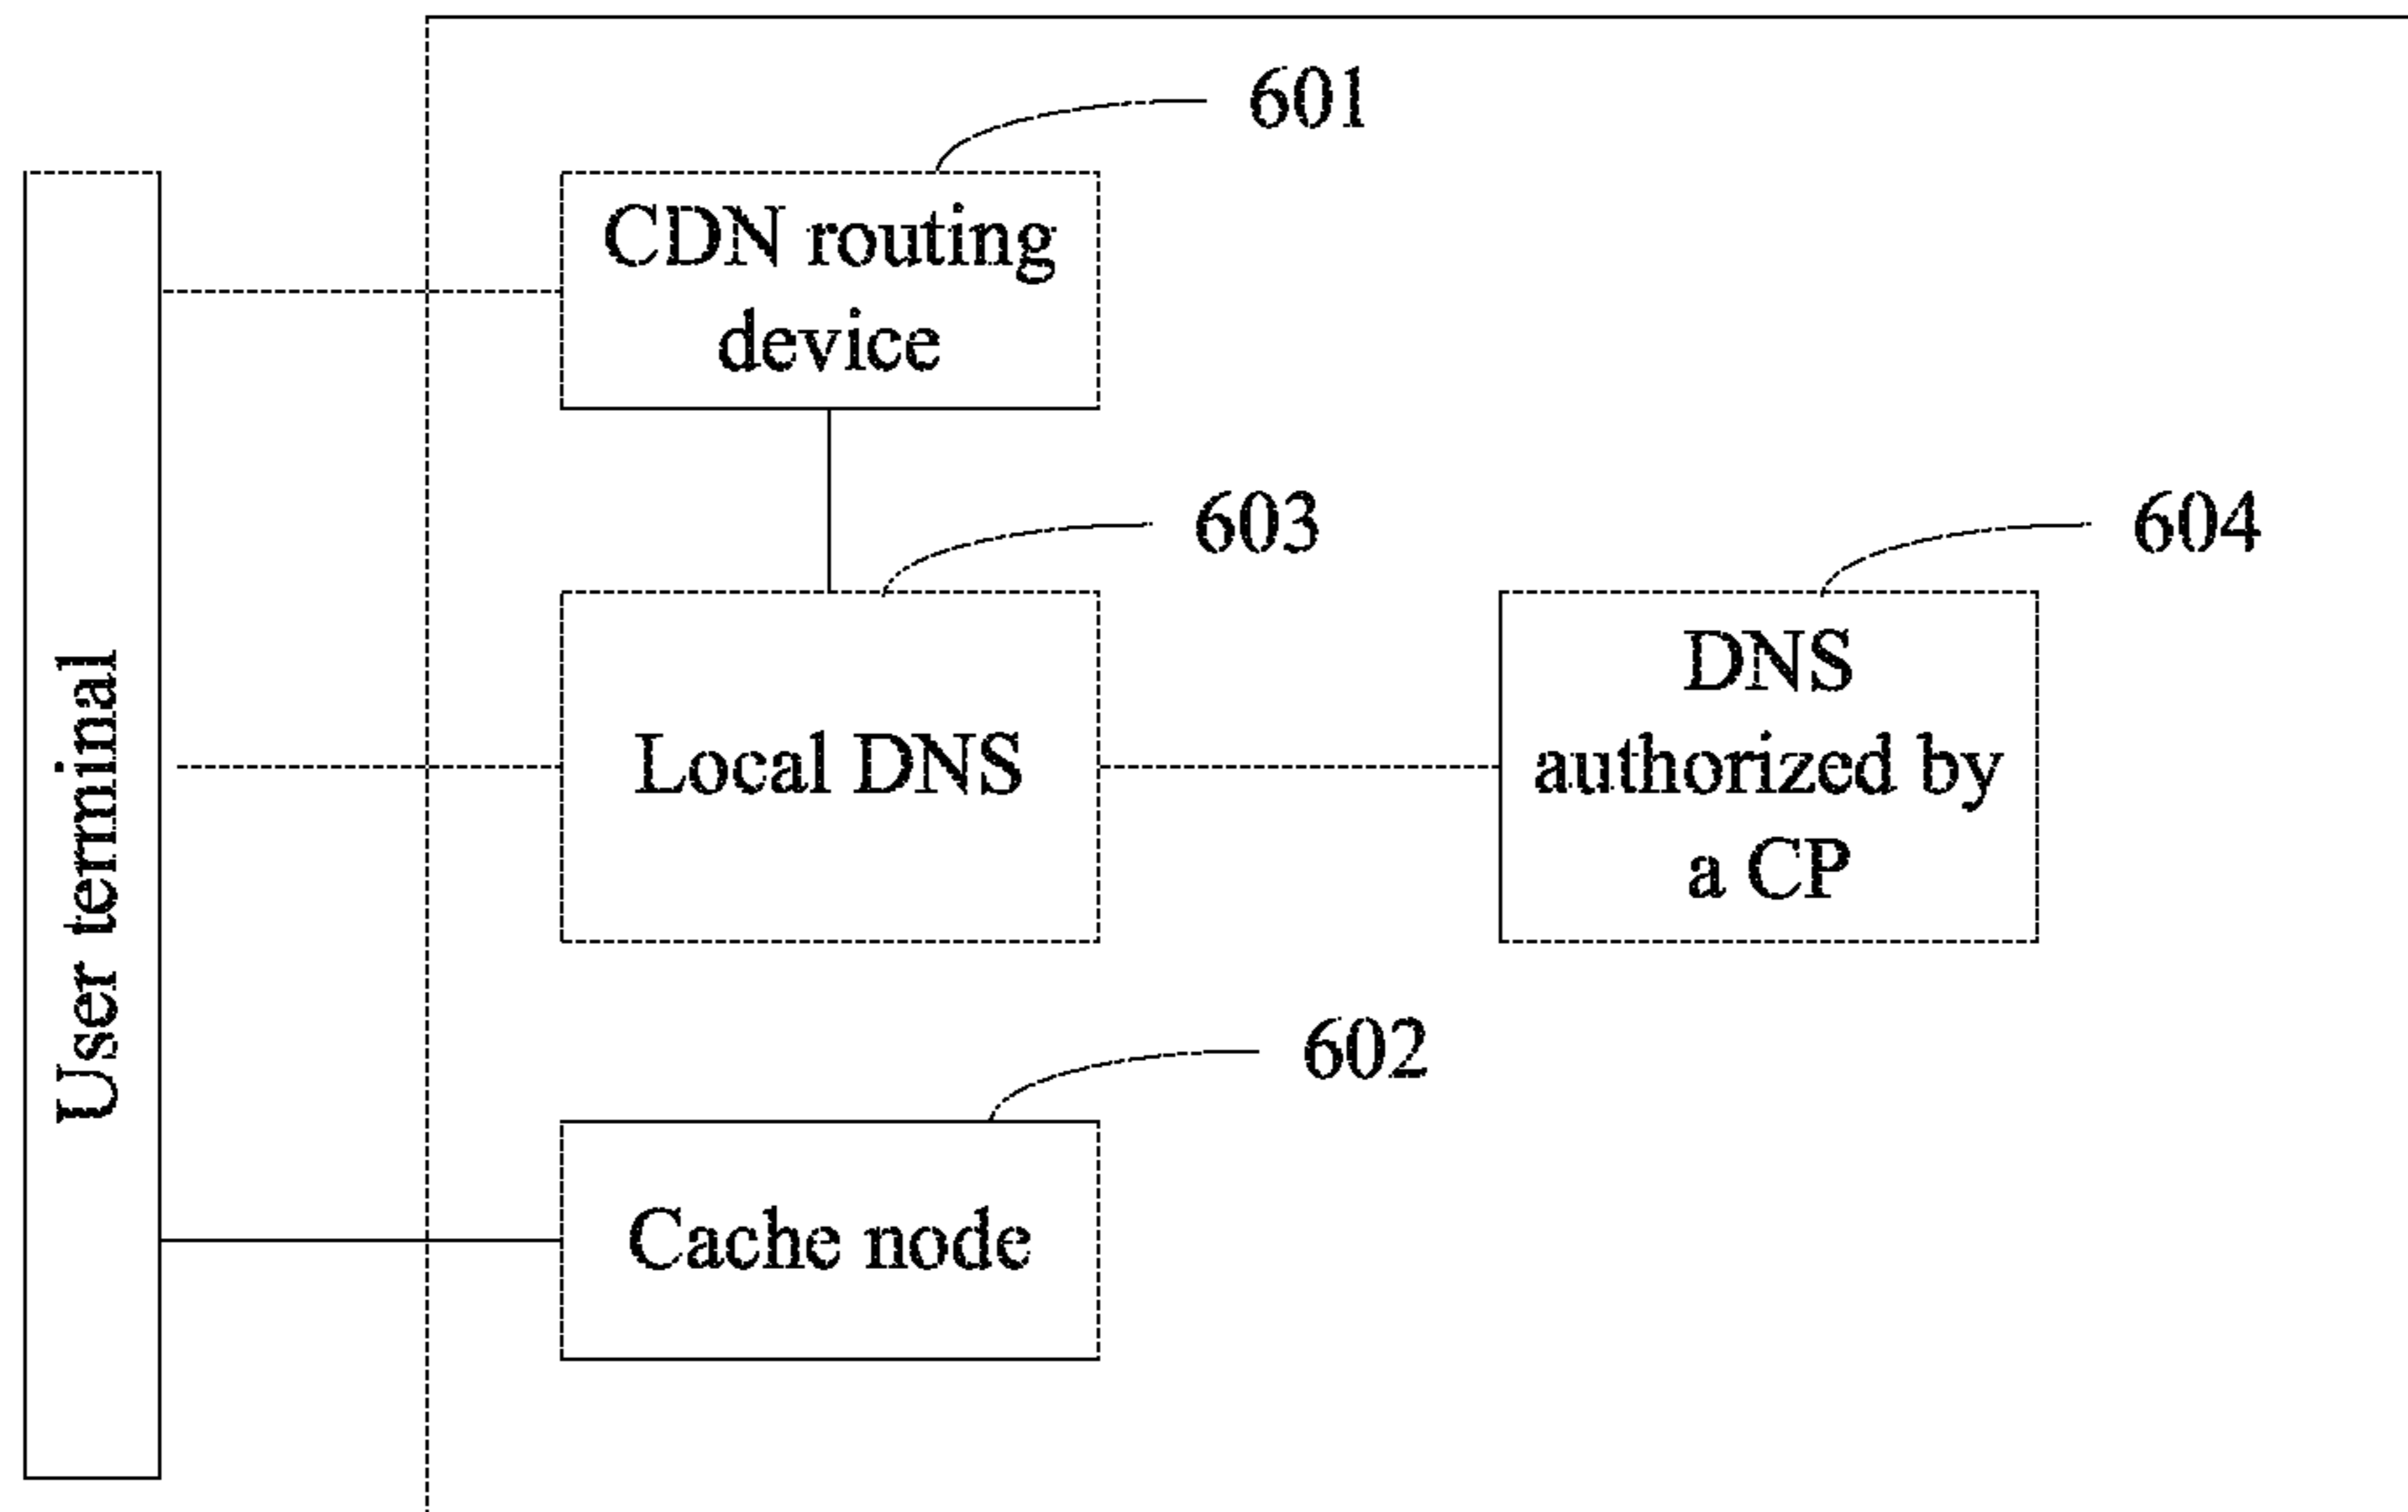 601
CDN routing
device
603
604
User terminal
Local DNS
DNS
authorized by
a CP
602
Cache node